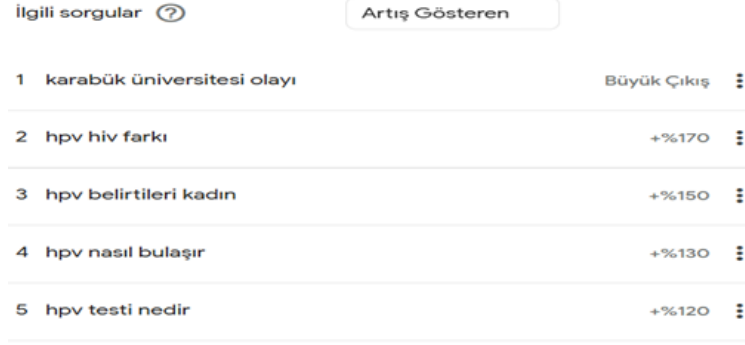 İlgili sorgular ?
Artış Gösteren
1 karabük üniversitesi olayı Büyük Çıkış
2 hpv hiv farkı +%170
3 hpv belirtileri kadın +%150
4 hpv nasıl bulaşır +%130
5 hpv testi nedir +%120